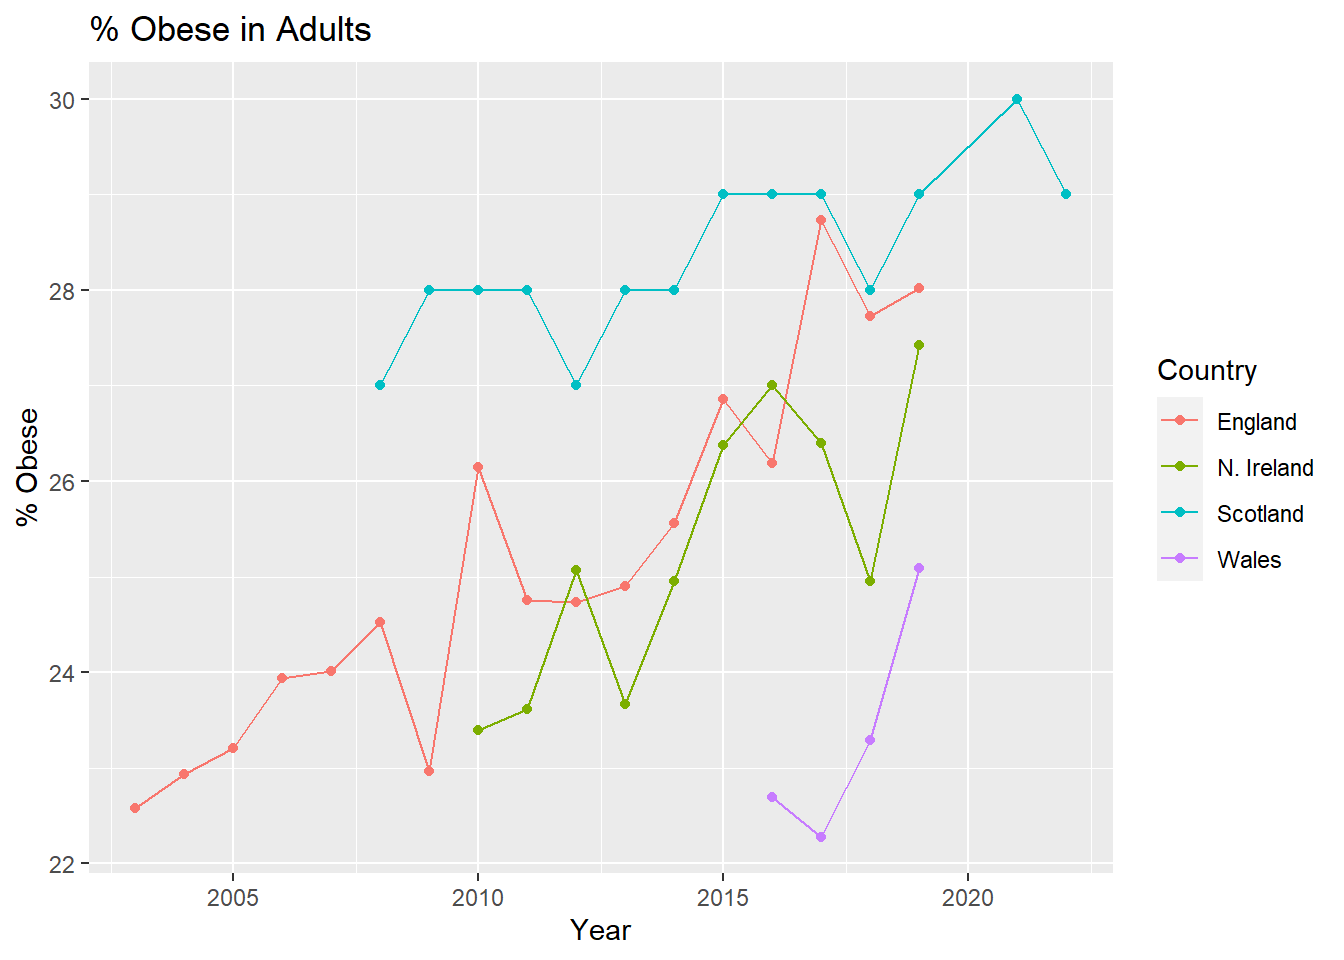 % Obese in Adults
30
28
26
24
22
% Obese
2005
2010
2015
2020
Year
Country
England
N. Ireland
Scotland
Wales